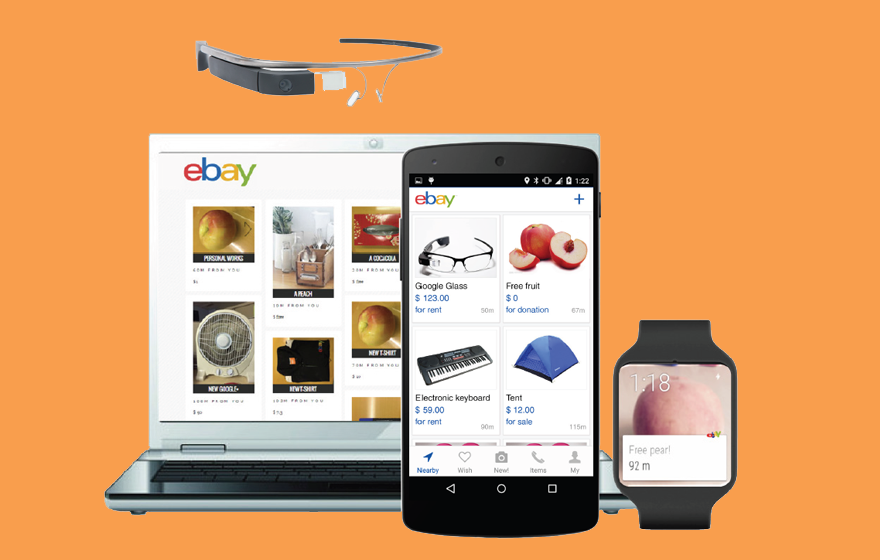 ebay
PERSONAL WORKS
A COCACOLA
A PEACH
NEW GOOGLE+
NEW T-SHIRT
NEW T-SHIRT
1:22
ebay
+
Google Glass
$ 123.00
for rent
Free fruit
$ 0
for donation
67m
Electronic keyboard
$ 59.00
for rent
90m
Tent
$ 12.00
for sale
115m
Nearby
Wish
New!
Items
My
1:18
ebay
Free pear!
92 m